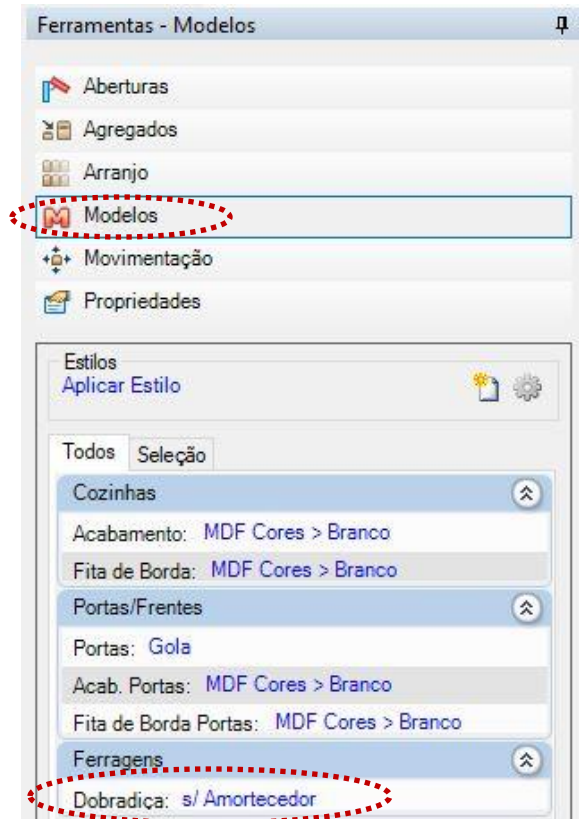 Ferramentas - Modelos
Aberturas
Agregados
Arranjo
Modelos
Movimentação
Propriedades
Estilos
Aplicar Estilo
Todos Seleção
Cozinhas
Acabamento: MDF Cores > Branco
Fita de Borda: MDF Cores > Branco
Portas/Frentes
Portas: Gola
Acab. Portas: MDF Cores > Branco
Fita de Borda Portas: MDF Cores > Branco
Ferragens
Dobradiça: s/ Amortecedor